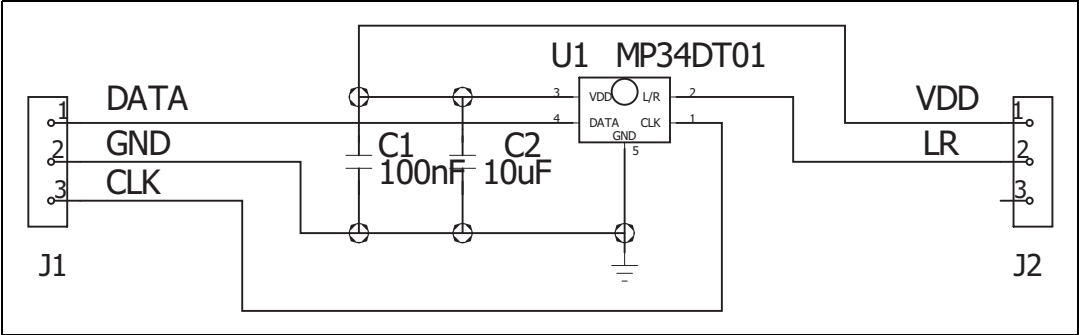 U1 MP34DT01
3 VDD L/R 2
4 DATA CLK 1
GND
5
1 DATA
2 GND
3 CLK
J1
C1
100nF
C2
10uF
VDD 1
LR 2
3
J2